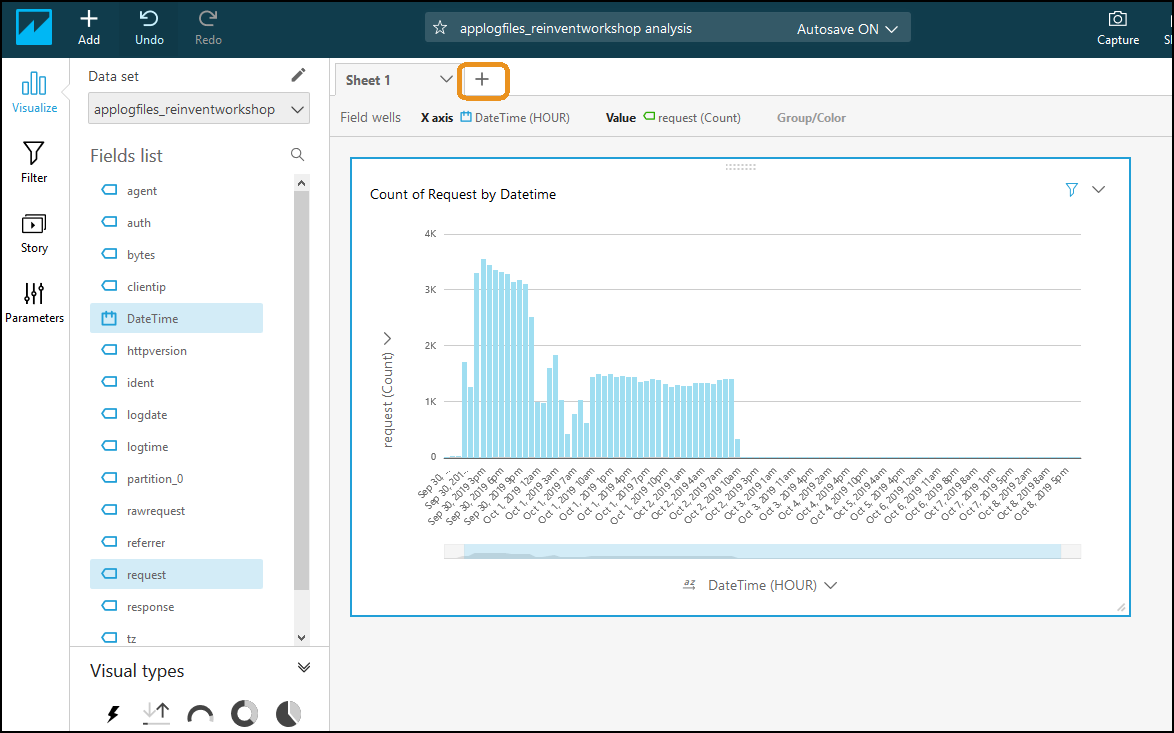 Add
Undo
Redo
applogfiles_reinventworkshop analysis
Autosave ON
Capture
Visualize
Filter
Story
Parameters
Data set
applogfiles_reinventworkshop
Fields list
agent
auth
bytes
clientip
DateTime
httpversion
ident
logdate
logtime
partition_0
rawrequest
referrer
request
response
tz
Visual types
Sheet 1
Field wells
X axis DateTime (HOUR)
Value request (Count)
Group/Color
Count of Request by Datetime
request (Count)
4K
3K
2K
1K
0
Sep 30, ...
Sep 30, 201...
Sep 30, 2019 3pm
Sep 30, 2019 6pm
Sep 30, 2019 9pm
Oct 1, 2019 12am
Oct 1, 2019 3am
Oct 1, 2019 7am
Oct 1, 2019 10am
Oct 1, 2019 1pm
Oct 1, 2019 4pm
Oct 1, 2019 7pm
Oct 1, 2019 10pm
Oct 2, 2019 1am
Oct 2, 2019 4am
Oct 2, 2019 7am
Oct 2, 2019 10am
Oct 2, 2019 3pm
Oct 3, 2019 1am
Oct 3, 2019 11am
Oct 3, 2019 4pm
Oct 4, 2019 2am
Oct 4, 2019 4pm
Oct 4, 2019 10pm
Oct 5, 2019 4am
Oct 5, 2019 4pm
Oct 6, 2019 12am
Oct 6, 2019 11am
Oct 6, 2019 8pm
Oct 7, 2019 8am
Oct 7, 2019 1pm
Oct 7, 2019 5pm
Oct 8, 2019 2am
Oct 8, 2019 5pm
DateTime (HOUR)